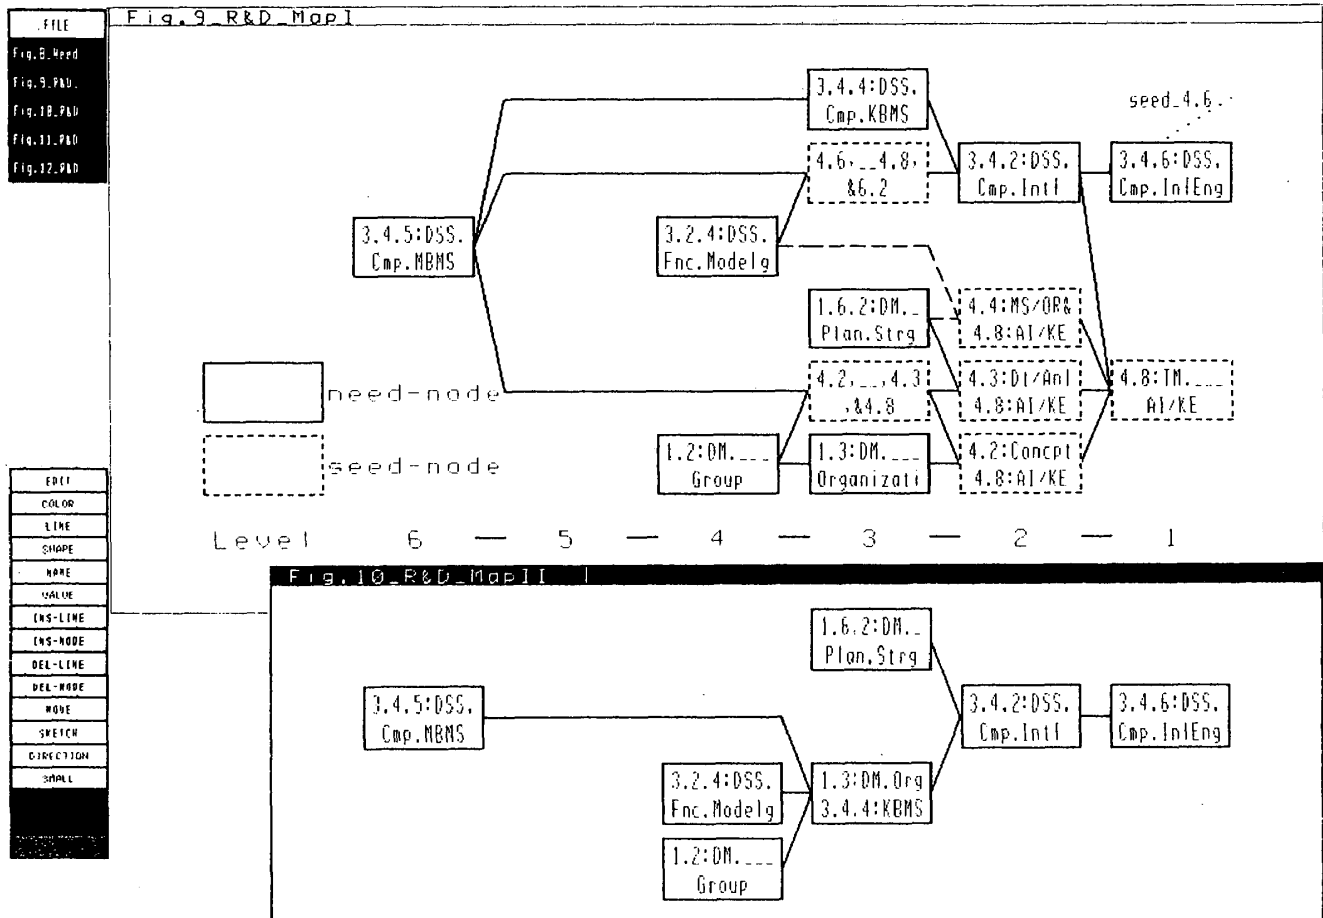 .FILE
Fig.8_Need
Fig.9_R&D_
Fig.10_R&D
Fig.11_R&D
Fig.12_R&D
Fig.9_R&D_MapI
3.4.4:DSS.
Cmp.KBMS
seed_4.6.
4.6,__4.8,
&6.2
3.4.2:DSS.
Cmp.Intf
3.4.6:DSS.
Cmp.InfEng
3.4.5:DSS.
Cmp.MBMS
3.2.4:DSS.
Fnc.Modelg
1.6.2:DM._
Plan.Strg
4.4:MS/OR&
4.8:AI/KE
need-node
4.2,__,4.3
,&4.8
4.3:Dt/Anl
4.8:AI/KE
4.8:TM.___
AI/KE
seed-node
1.2:DM.___
Group
1.3:DM.___
Organizati
4.2:Concpt
4.8:AI/KE
Level 6 — 5 — 4 — 3 — 2 — 1
EDIT
COLOR
LINE
SHAPE
NAME
VALUE
INS-LINE
INS-NODE
DEL-LINE
DEL-NODE
MOVE
SKETCH
DIRECTION
SMALL
Fig.10_R&D_MapII
1.6.2:DM._
Plan.Strg
3.4.5:DSS.
Cmp.MBMS
3.4.2:DSS.
Cmp.Intf
3.4.6:DSS.
Cmp.InfEng
3.2.4:DSS.
Fnc.Modelg
1.3:DM.Org
3.4.4:KBMS
1.2:DM.___
Group